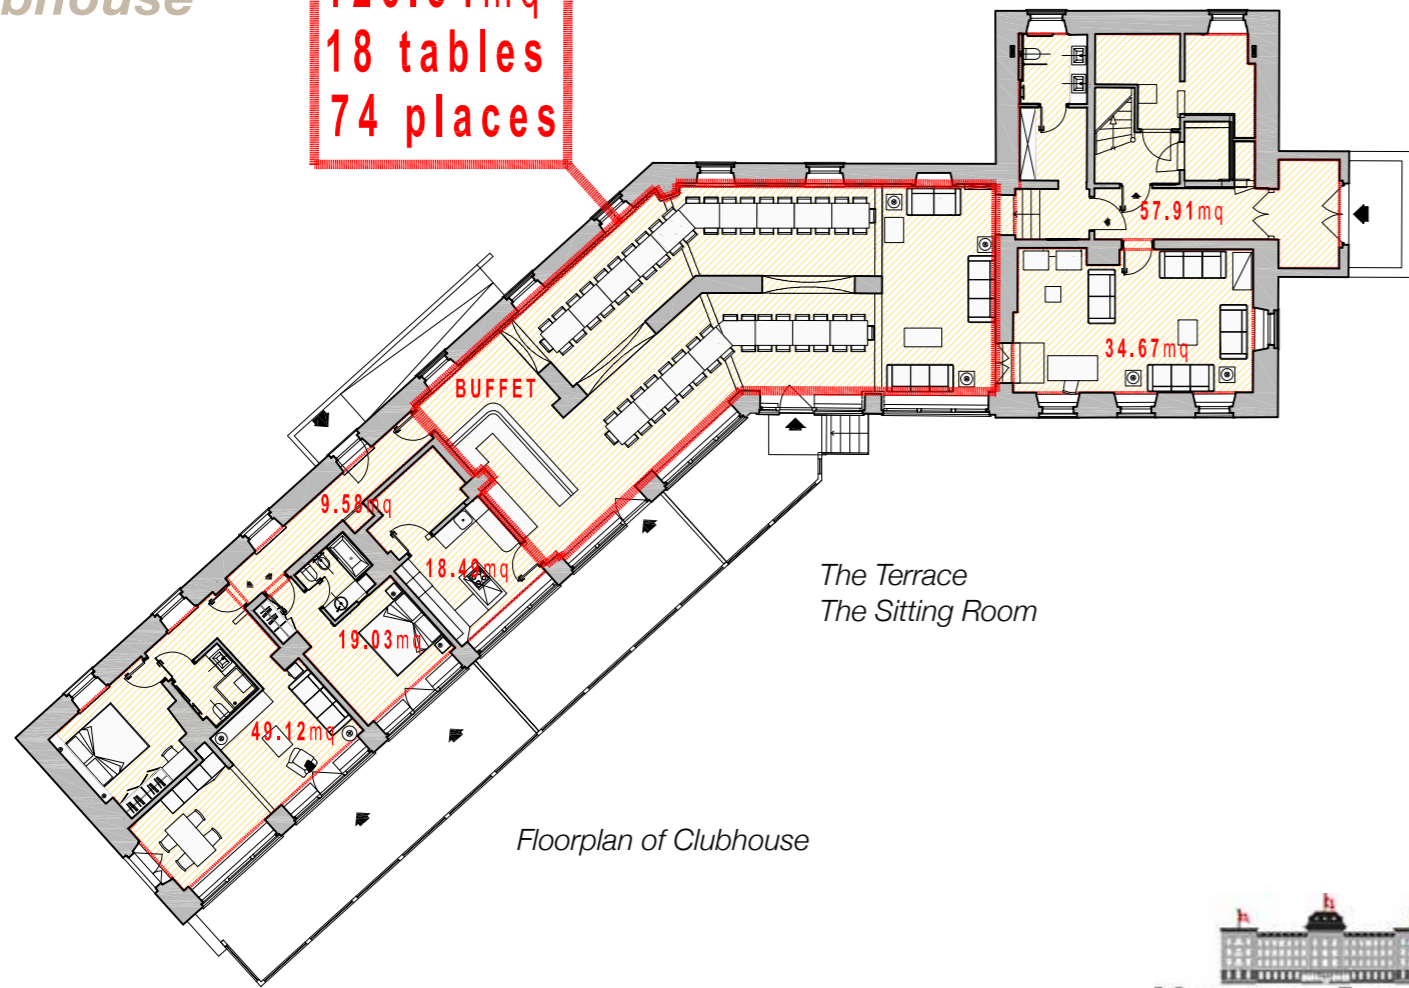 18 tables
74 places
57.91mq
34.67mq
BUFFET
9.58mq
18.49mq
The Terrace
The Sitting Room
19.03mq
49.12mq
Floorplan of Clubhouse